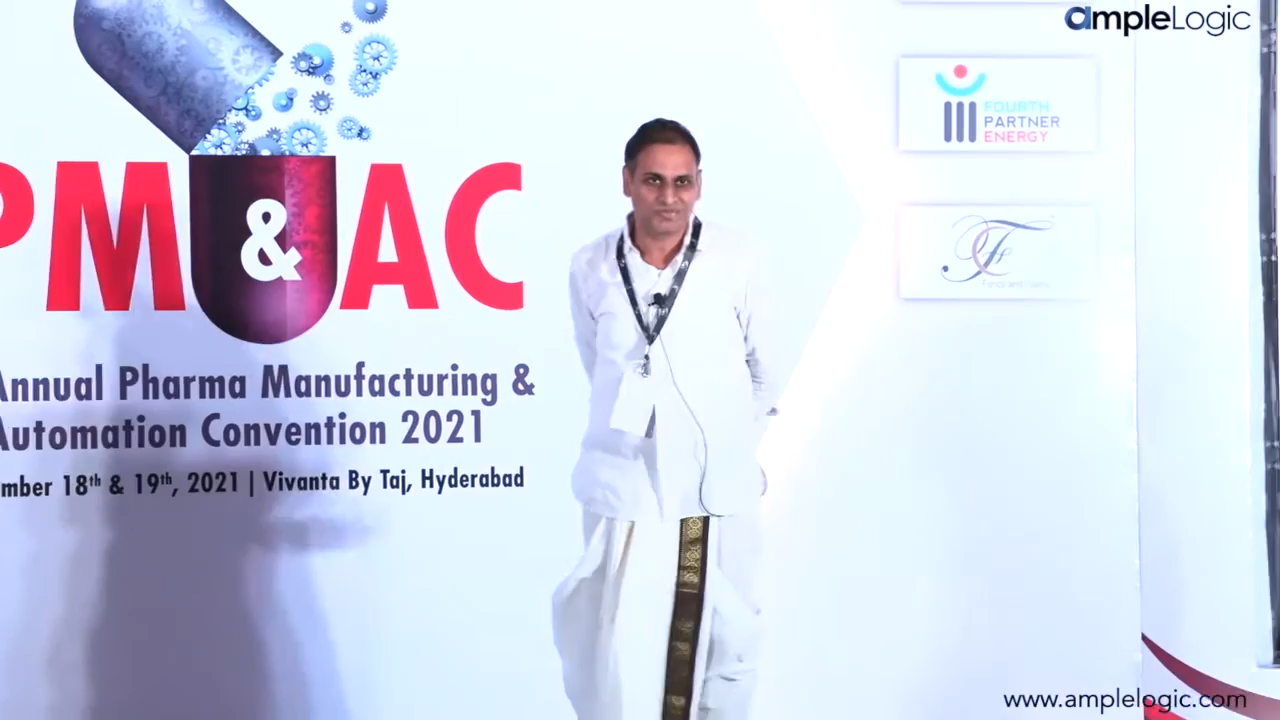 ampleLogic
FOURTH
PARTNER
ENERGY
PM & AC
Annual Pharma Manufacturing &
Automation Convention 2021
mber 18th & 19th, 2021 | Vivanta By Taj, Hyderabad
www.amplelogic.com